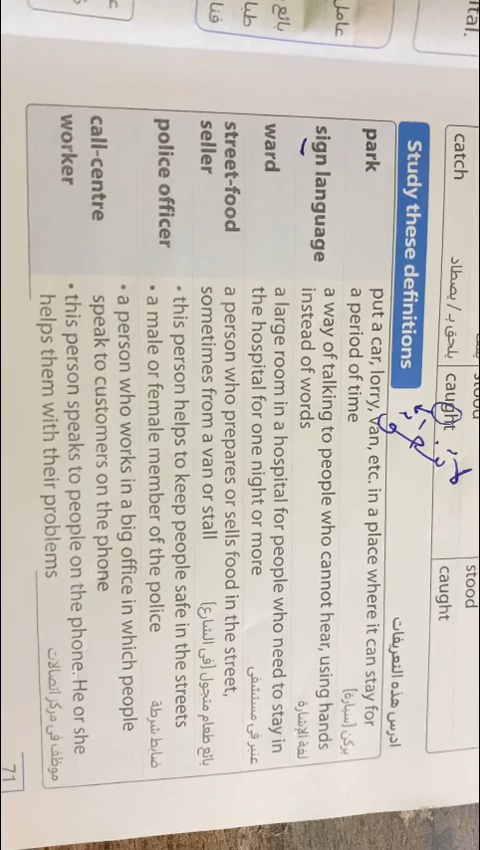 ital.
عامل
بائع
طبا
فنا
stood
stood
catch يلحق بـ / يصطاد caught caught
Study these definitions ادرس هذه التعريفات
park put a car, lorry, van, etc. in a place where it can stay for
a period of time يركن (سيارة)
sign language a way of talking to people who cannot hear, using hands
instead of words لغة الإشارة
ward a large room in a hospital for people who need to stay in
the hospital for one night or more عنبر في مستشفى
street-food a person who prepares or sells food in the street,
seller sometimes from a van or stall بائع طعام متجول (في الشارع)
• this person helps to keep people safe in the streets
police officer • a male or female member of the police ضابط شرطة
• a person who works in a big office in which people
call-centre speak to customers on the phone
worker • this person speaks to people on the phone. He or she
helps them with their problems موظف في مركز اتصالات
71